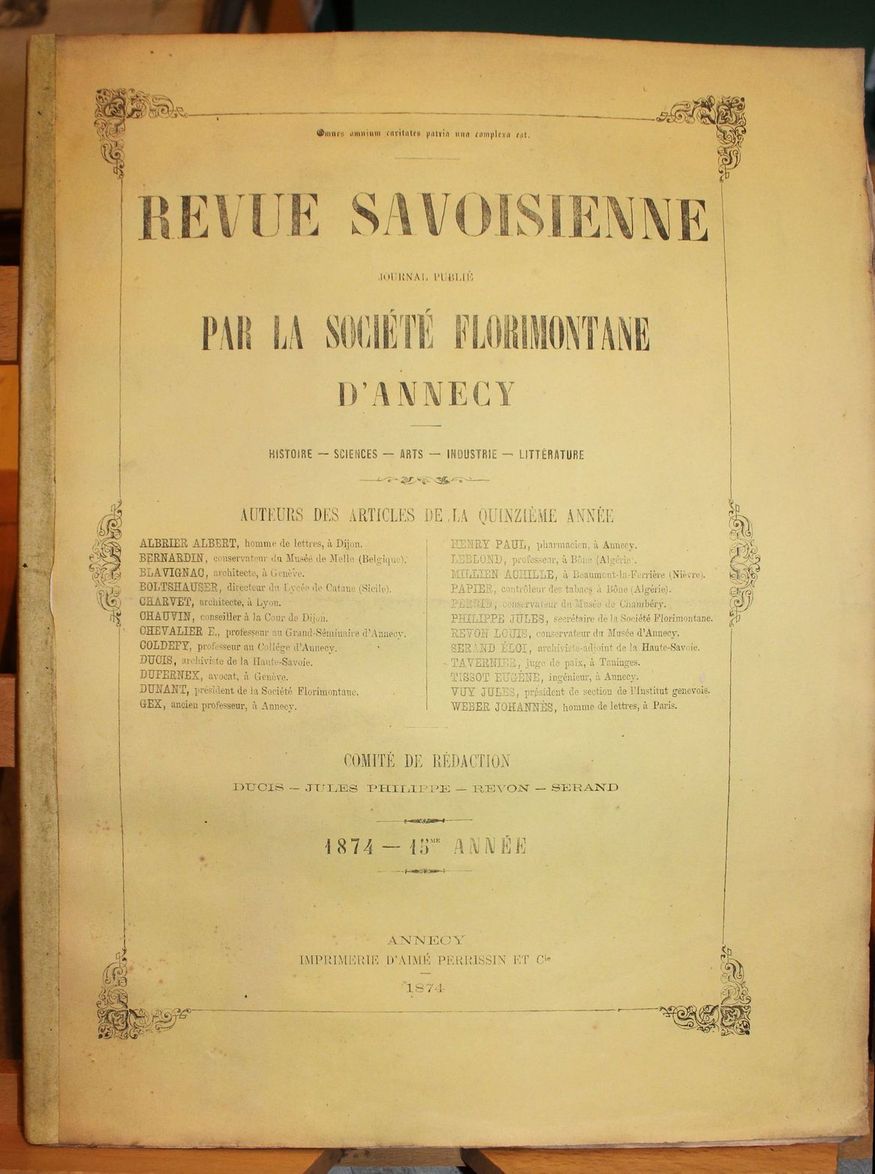 Omnes omnium caritates patria una complexa est.
REVUE SAVOISIENNE
JOURNAL PUBLIÉ
PAR LA SOCIÉTÉ FLORIMONTANE
D'ANNECY
HISTOIRE — SCIENCES — ARTS — INDUSTRIE — LITTÉRATURE
AUTEURS DES ARTICLES DE LA QUINZIÈME ANNÉE
ALBRIER ALBERT, homme de lettres, à Dijon.
BERNARDIN, conservateur du Musée de Melle (Belgique).
BLAVIGNAC, architecte, à Genève.
BOLTSHAUSER, directeur du Lycée de Catane (Sicile).
CHARVET, architecte, à Lyon.
CHAUVIN, conseiller à la Cour de Dijon.
CHEVALIER E., professeur au Grand-Séminaire d'Annecy.
COLDEFY, professeur au Collége d'Annecy.
DUCIS, archiviste de la Haute-Savoie.
DUFERNEX, avocat, à Genève.
DUNANT, président de la Société Florimontane.
GEX, ancien professeur, à Annecy.
HENRY PAUL, pharmacien, à Annecy.
LEBLOND, professeur, à Bône (Algérie).
MILLIEN ACHILLE, à Beaumont-la-Ferrière (Nièvre).
PAPIER, contrôleur des tabacs à Bône (Algérie).
PERRIN, conservateur du Musée de Chambéry.
PHILIPPE JULES, secrétaire de la Société Florimontane.
REVON LOUIS, conservateur du Musée d'Annecy.
SERAND ÉLOI, archiviste-adjoint de la Haute-Savoie.
TAVERNIER, juge de paix, à Taninges.
TISSOT EUGÈNE, ingénieur, à Annecy.
VUY JULES, président de section de l'Institut genevois.
WEBER JOHANNÈS, homme de lettres, à Paris.
COMITÉ DE RÉDACTION
DUCIS — JULES PHILIPPE — REVON — SERAND
1874 — 15ME ANNÉE
ANNECY
IMPRIMERIE D'AIMÉ PERRISSIN ET Cie
1874